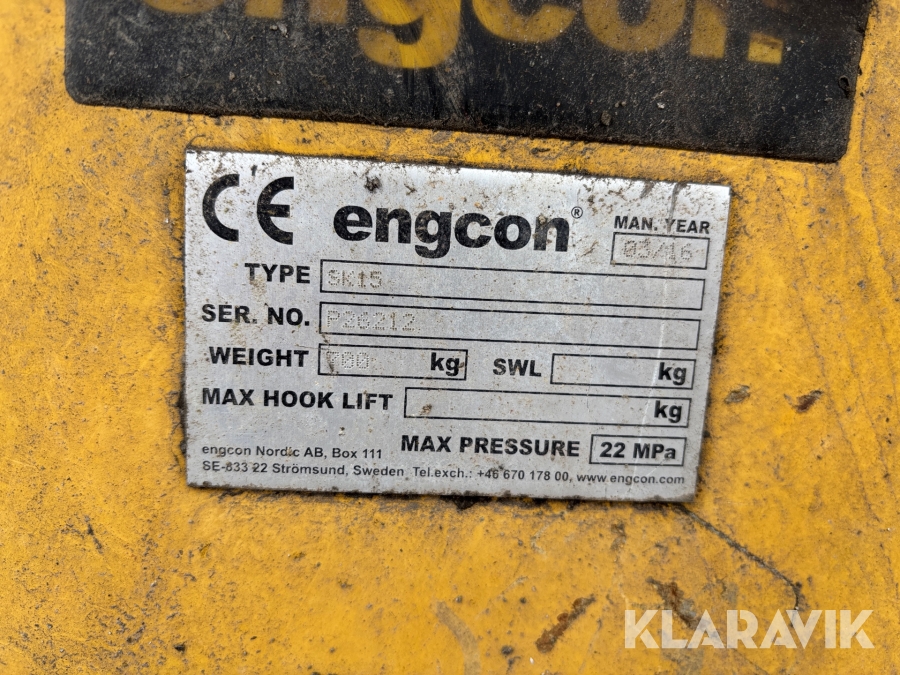 engcon.
CE engcon® MAN. YEAR
03/16
TYPE SK15
SER. NO. P26212
WEIGHT 700 kg SWL kg
MAX HOOK LIFT kg
MAX PRESSURE 22 MPa
engcon Nordic AB, Box 111
SE-833 22 Strömsund, Sweden Tel.exch.: +46 670 178 00, www.engcon.com
KLARAVIK